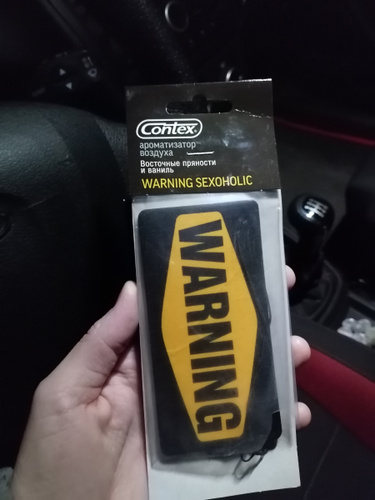 Contex
ароматизатор
воздуха
Восточные пряности
и ваниль
WARNING SEXOHOLIC
WARNING